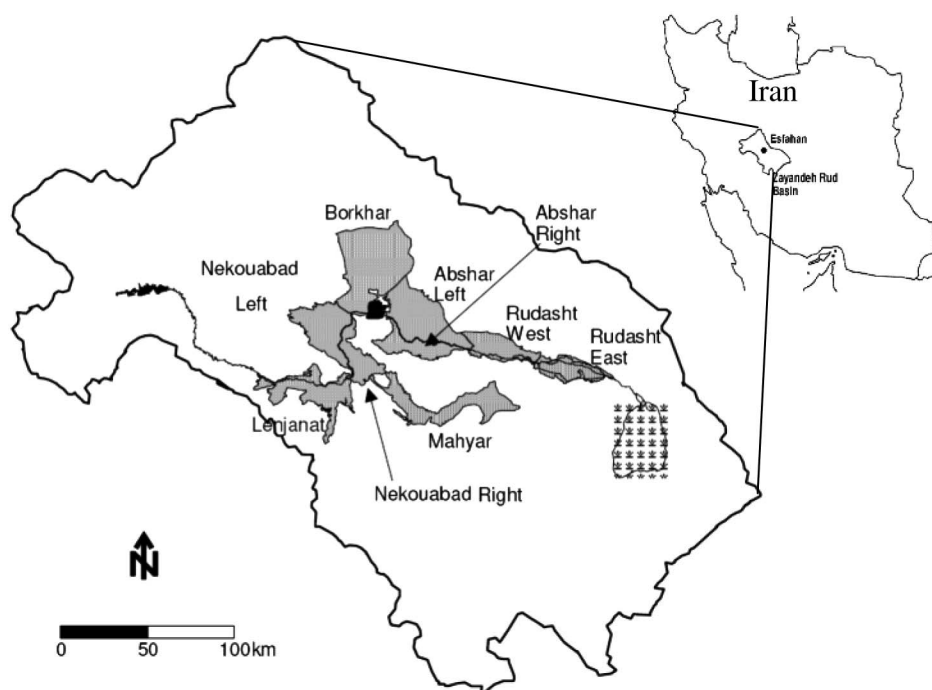 Iran
Esfahan
Zayandeh Rud
Basin
Borkhar
Abshar
Right
Nekouabad
Left
Abshar
Left
Rudasht
West
Rudasht
East
Lenjanat
Mahyar
Nekouabad Right
N
0 50 100km